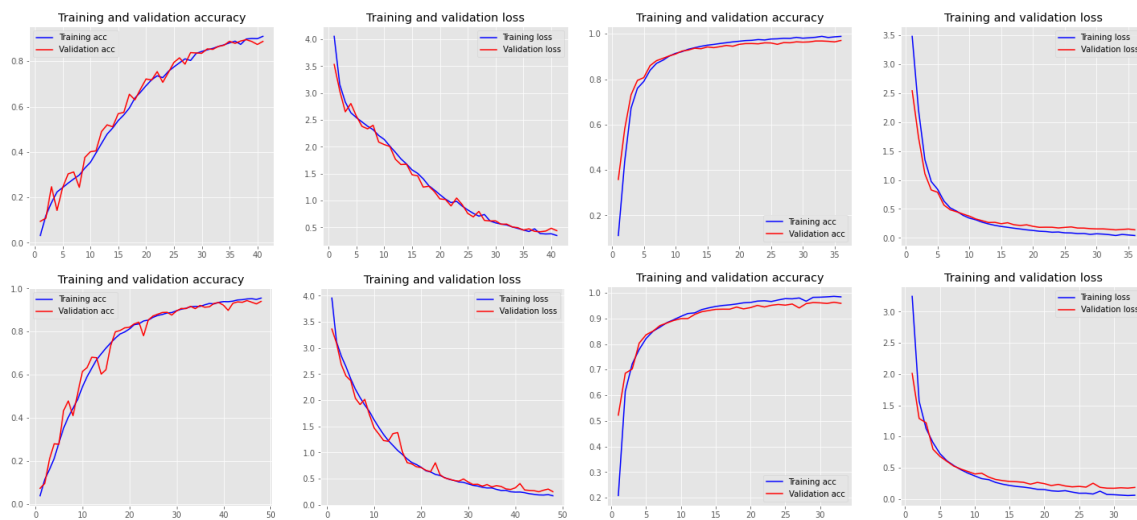 Training and validation accuracy
Training acc
Validation acc
0.8
0.6
0.4
0.2
0.0
0 5 10 15 20 25 30 35 40
Training and validation loss
Training loss
Validation loss
4.0
3.5
3.0
2.5
2.0
1.5
1.0
0.5
0 5 10 15 20 25 30 35 40
Training and validation accuracy
1.0
0.8
0.6
0.4
0.2
Training acc
Validation acc
0 5 10 15 20 25 30 35
Training and validation loss
Training loss
Validation loss
3.5
3.0
2.5
2.0
1.5
1.0
0.5
0.0
0 5 10 15 20 25 30 35
Training and validation accuracy
Training acc
Validation acc
1.0
0.8
0.6
0.4
0.2
0.0
0 10 20 30 40 50
Training and validation loss
Training loss
Validation loss
4.0
3.5
3.0
2.5
2.0
1.5
1.0
0.5
0.0
0 10 20 30 40 50
Training and validation accuracy
1.0
0.9
0.8
0.7
0.6
0.5
0.4
0.3
0.2
Training acc
Validation acc
0 5 10 15 20 25 30
Training and validation loss
Training loss
Validation loss
3.0
2.5
2.0
1.5
1.0
0.5
0.0
0 5 10 15 20 25 30